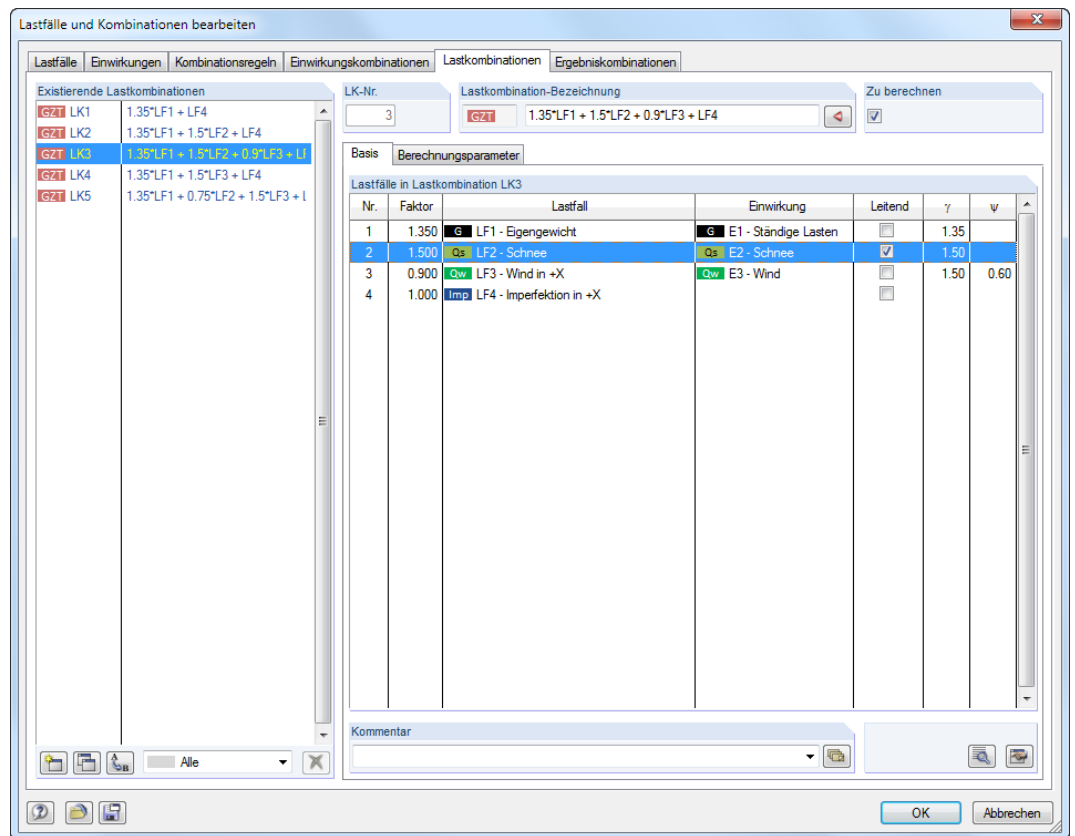 Lastfälle und Kombinationen bearbeiten
Lastfälle Einwirkungen Kombinationsregeln Einwirkungskombinationen Lastkombinationen Ergebniskombinationen
Existierende Lastkombinationen
GZT LK1 1.35*LF1 + LF4
GZT LK2 1.35*LF1 + 1.5*LF2 + LF4
GZT LK3 1.35*LF1 + 1.5*LF2 + 0.9*LF3 + LF
GZT LK4 1.35*LF1 + 1.5*LF3 + LF4
GZT LK5 1.35*LF1 + 0.75*LF2 + 1.5*LF3 + L
Alle
LK-Nr.
3
Lastkombination-Bezeichnung
GZT 1.35*LF1 + 1.5*LF2 + 0.9*LF3 + LF4
Zu berechnen
Basis Berechnungsparameter
Lastfälle in Lastkombination LK3
Nr. Faktor Lastfall Einwirkung Leitend γ ψ
1 1.350 G LF1 - Eigengewicht G E1 - Ständige Lasten 1.35
2 1.500 Qs LF2 - Schnee Qs E2 - Schnee 1.50
3 0.900 Qw LF3 - Wind in +X Qw E3 - Wind 1.50 0.60
4 1.000 Imp LF4 - Imperfektion in +X
Kommentar
OK Abbrechen